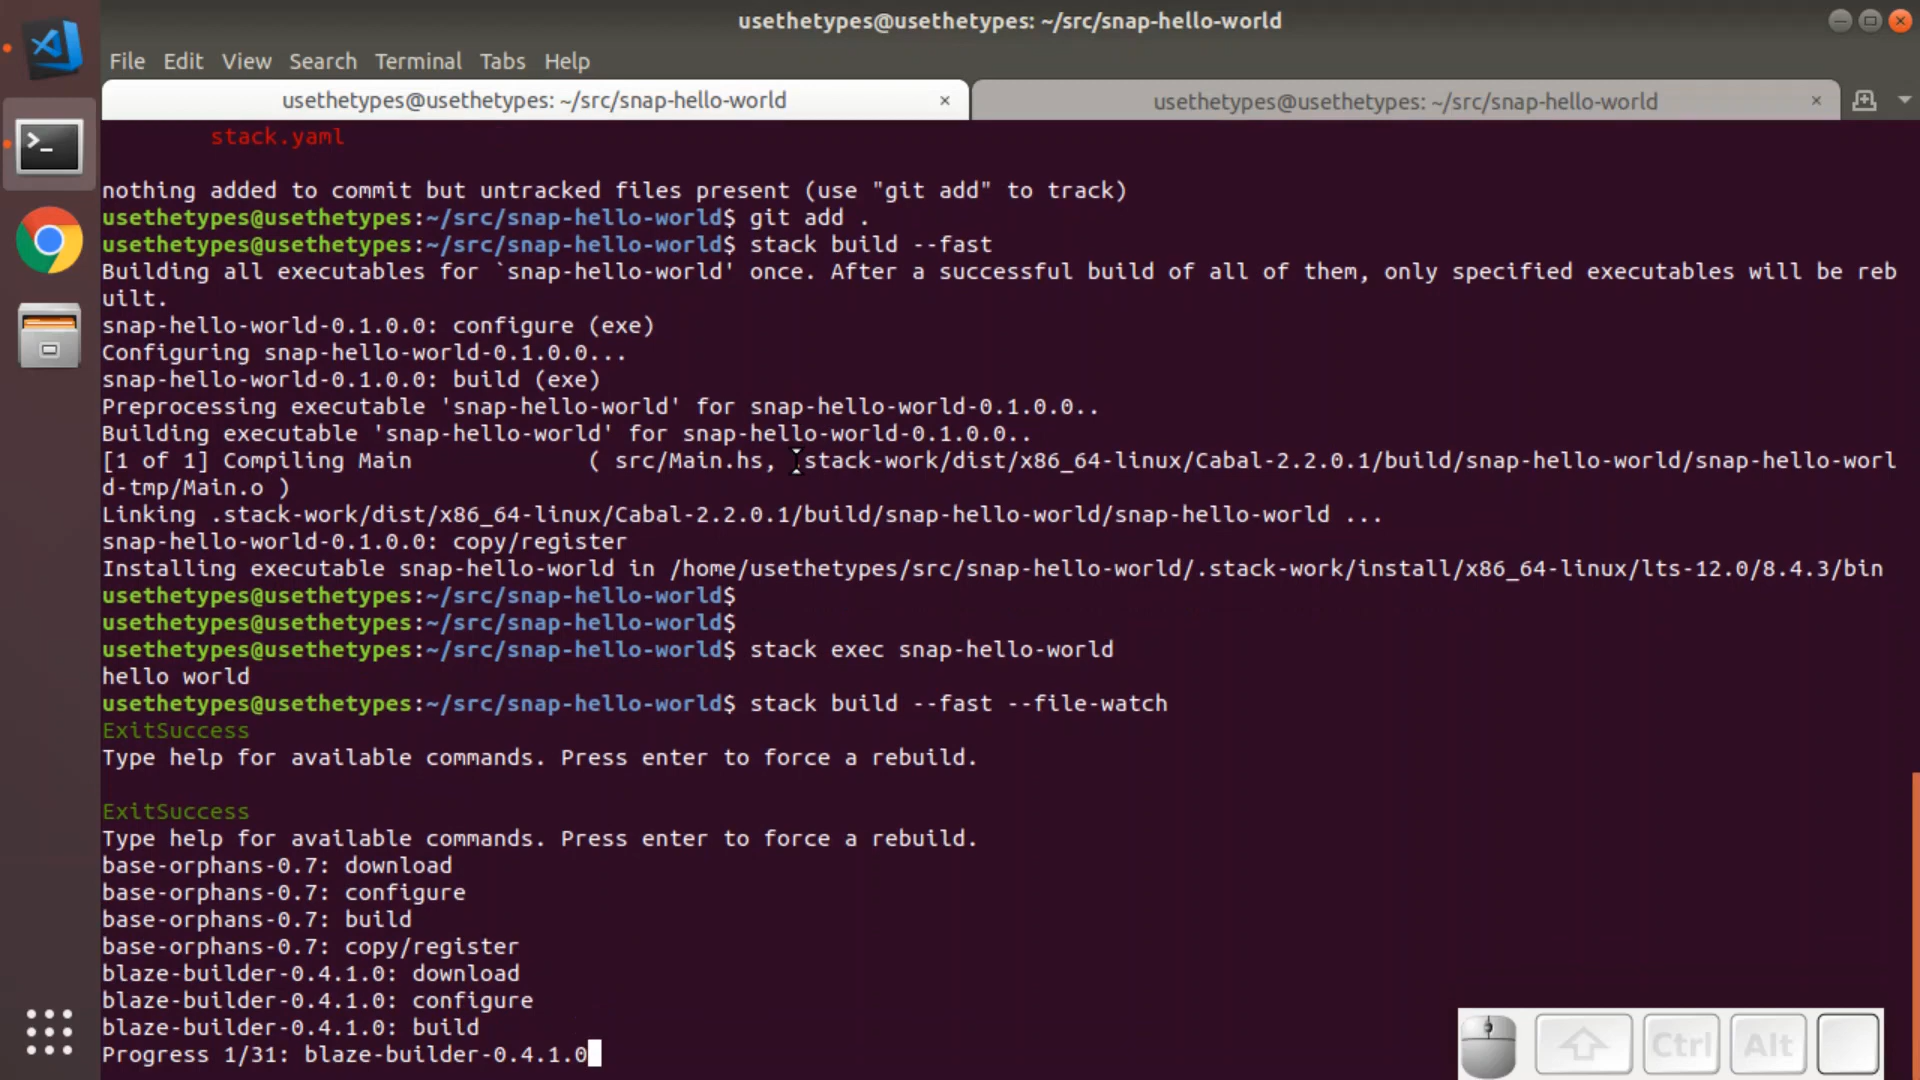 usethetypes@usethetypes: ~/src/snap-hello-world
File Edit View Search Terminal Tabs Help
usethetypes@usethetypes: ~/src/snap-hello-world × usethetypes@usethetypes: ~/src/snap-hello-world ×
stack.yaml
nothing added to commit but untracked files present (use "git add" to track)
usethetypes@usethetypes:~/src/snap-hello-world$ git add .
usethetypes@usethetypes:~/src/snap-hello-world$ stack build --fast
Building all executables for `snap-hello-world' once. After a successful build of all of them, only specified executables will be reb
uilt.
snap-hello-world-0.1.0.0: configure (exe)
Configuring snap-hello-world-0.1.0.0...
snap-hello-world-0.1.0.0: build (exe)
Preprocessing executable 'snap-hello-world' for snap-hello-world-0.1.0.0..
Building executable 'snap-hello-world' for snap-hello-world-0.1.0.0..
[1 of 1] Compiling Main ( src/Main.hs, .stack-work/dist/x86_64-linux/Cabal-2.2.0.1/build/snap-hello-world/snap-hello-worl
d-tmp/Main.o )
Linking .stack-work/dist/x86_64-linux/Cabal-2.2.0.1/build/snap-hello-world/snap-hello-world ...
snap-hello-world-0.1.0.0: copy/register
Installing executable snap-hello-world in /home/usethetypes/src/snap-hello-world/.stack-work/install/x86_64-linux/lts-12.0/8.4.3/bin
usethetypes@usethetypes:~/src/snap-hello-world$
usethetypes@usethetypes:~/src/snap-hello-world$
usethetypes@usethetypes:~/src/snap-hello-world$ stack exec snap-hello-world
hello world
usethetypes@usethetypes:~/src/snap-hello-world$ stack build --fast --file-watch
ExitSuccess
Type help for available commands. Press enter to force a rebuild.
ExitSuccess
Type help for available commands. Press enter to force a rebuild.
base-orphans-0.7: download
base-orphans-0.7: configure
base-orphans-0.7: build
base-orphans-0.7: copy/register
blaze-builder-0.4.1.0: download
blaze-builder-0.4.1.0: configure
blaze-builder-0.4.1.0: build
Progress 1/31: blaze-builder-0.4.1.0
Ctrl Alt